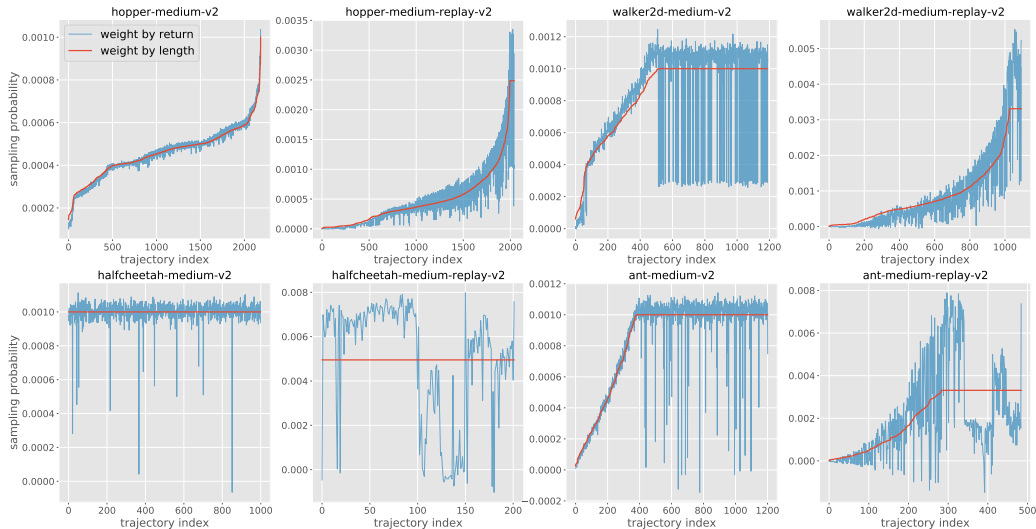 hopper-medium-v2
weight by return
weight by length
sampling probability
0.0010
0.0008
0.0006
0.0004
0.0002
0 500 1000 1500 2000
trajectory index
hopper-medium-replay-v2
0.0035
0.0030
0.0025
0.0020
0.0015
0.0010
0.0005
0.0000
0 500 1000 1500 2000
trajectory index
walker2d-medium-v2
0.0012
0.0010
0.0008
0.0006
0.0004
0.0002
0.0000
0 200 400 600 800 1000 1200
trajectory index
walker2d-medium-replay-v2
0.005
0.004
0.003
0.002
0.001
0.000
0 200 400 600 800 1000
trajectory index
halfcheetah-medium-v2
sampling probability
0.0010
0.0008
0.0006
0.0004
0.0002
0.0000
0 200 400 600 800 1000
trajectory index
halfcheetah-medium-replay-v2
0.008
0.006
0.004
0.002
0.000
0 25 50 75 100 125 150 175 200
trajectory index
ant-medium-v2
0.0012
0.0010
0.0008
0.0006
0.0004
0.0002
0.0000
−0.0002
0 200 400 600 800 1000 1200
trajectory index
ant-medium-replay-v2
0.008
0.006
0.004
0.002
0.000
0 100 200 300 400 500
trajectory index